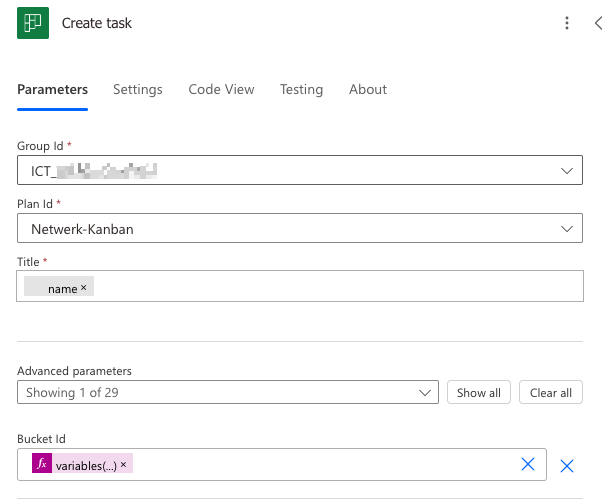 Create task
Parameters Settings Code View Testing About
Group Id *
ICT_
Plan Id *
Netwerk-Kanban
Title *
name ×
Advanced parameters
Showing 1 of 29 Show all Clear all
Bucket Id
fx variables(...) ×